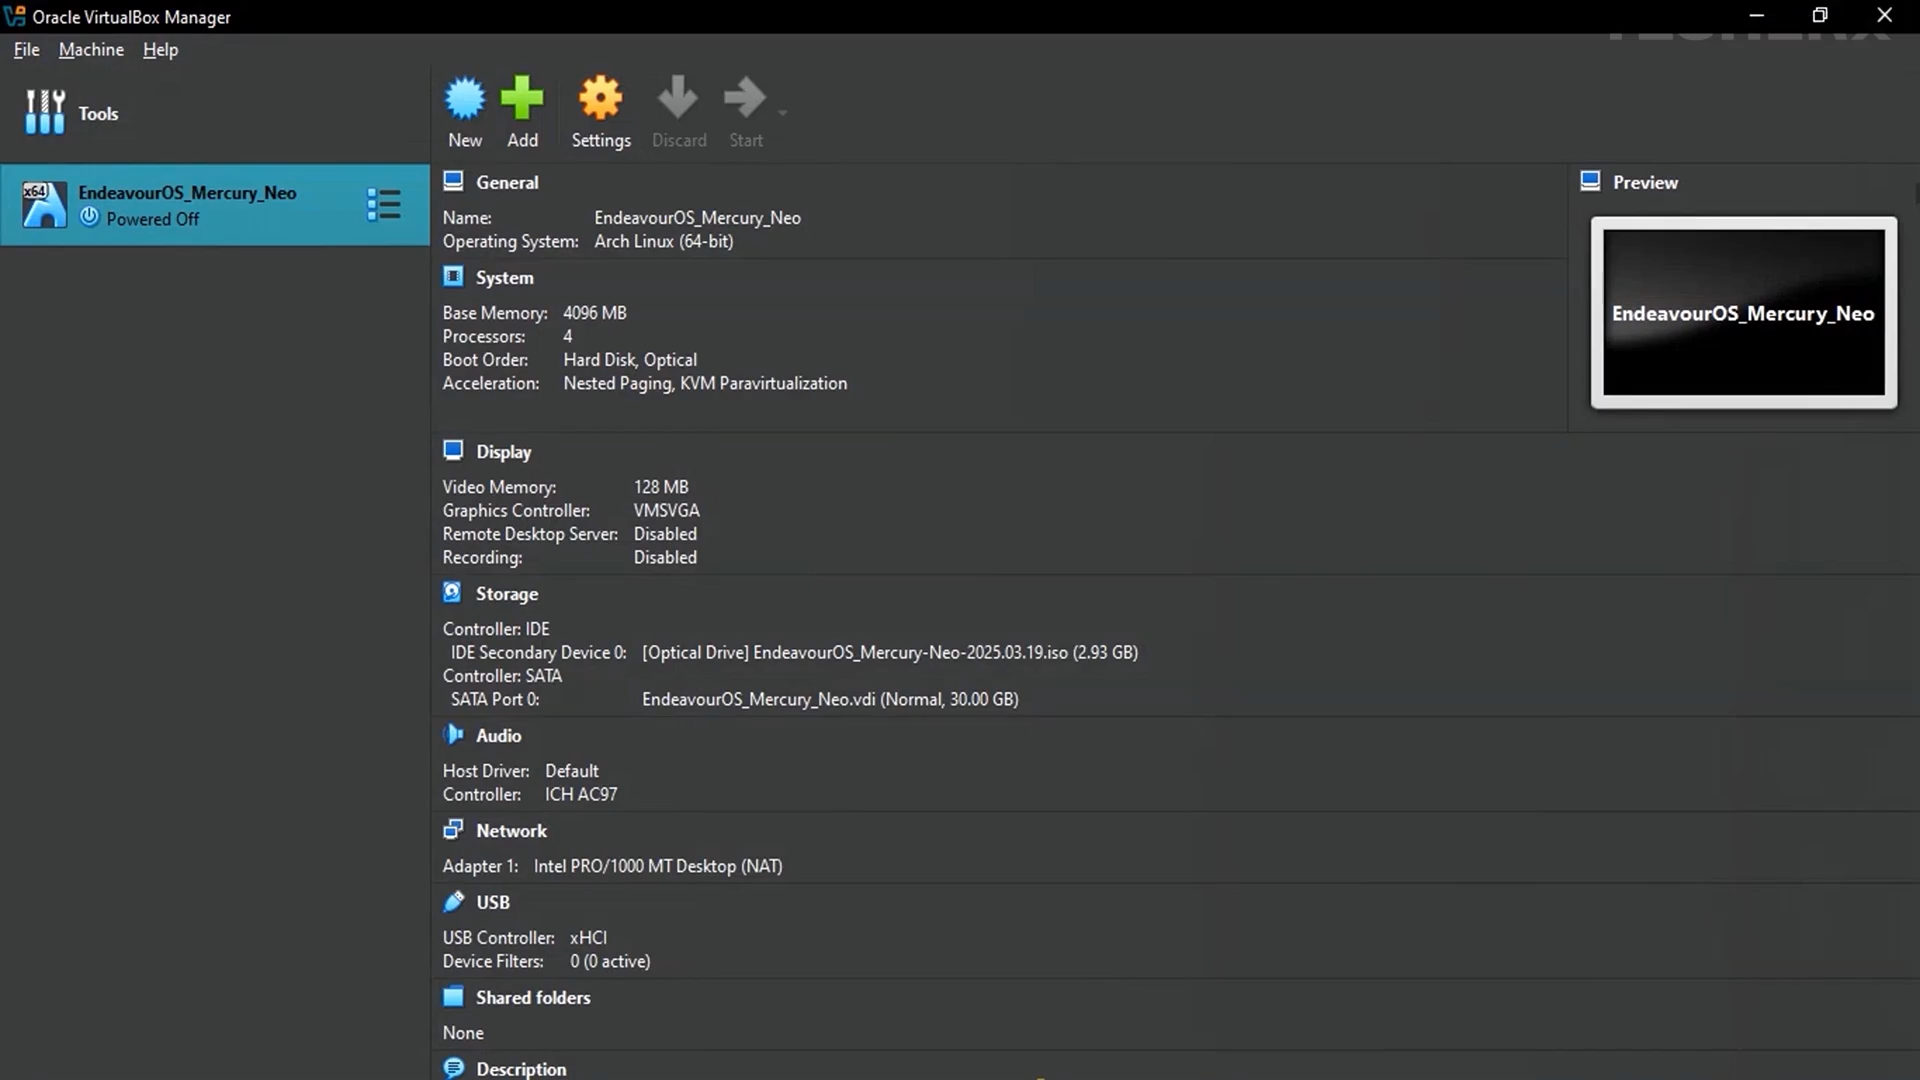 Oracle VirtualBox Manager
File Machine Help
Tools
New Add Settings Discard Start
x64
EndeavourOS_Mercury_Neo
Powered Off
General
Name: EndeavourOS_Mercury_Neo
Operating System: Arch Linux (64-bit)
System
Base Memory: 4096 MB
Processors: 4
Boot Order: Hard Disk, Optical
Acceleration: Nested Paging, KVM Paravirtualization
Preview
EndeavourOS_Mercury_Neo
Display
Video Memory: 128 MB
Graphics Controller: VMSVGA
Remote Desktop Server: Disabled
Recording: Disabled
Storage
Controller: IDE
IDE Secondary Device 0: [Optical Drive] EndeavourOS_Mercury-Neo-2025.03.19.iso (2.93 GB)
Controller: SATA
SATA Port 0: EndeavourOS_Mercury_Neo.vdi (Normal, 30.00 GB)
Audio
Host Driver: Default
Controller: ICH AC97
Network
Adapter 1: Intel PRO/1000 MT Desktop (NAT)
USB
USB Controller: xHCI
Device Filters: 0 (0 active)
Shared folders
None
Description